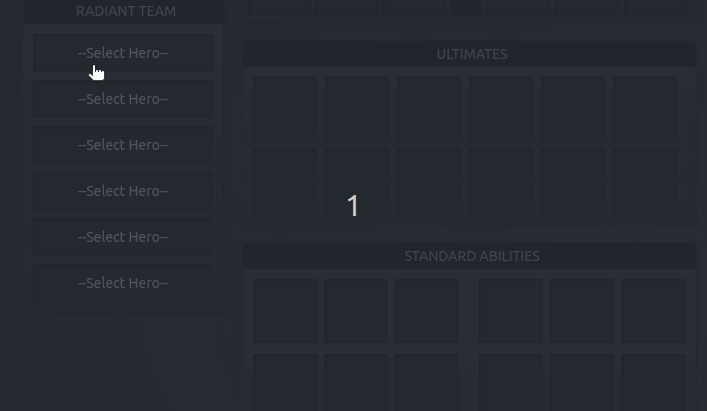 RADIANT TEAM
--Select Hero--
--Select Hero--
--Select Hero--
--Select Hero--
--Select Hero--
--Select Hero--
ULTIMATES
1
STANDARD ABILITIES